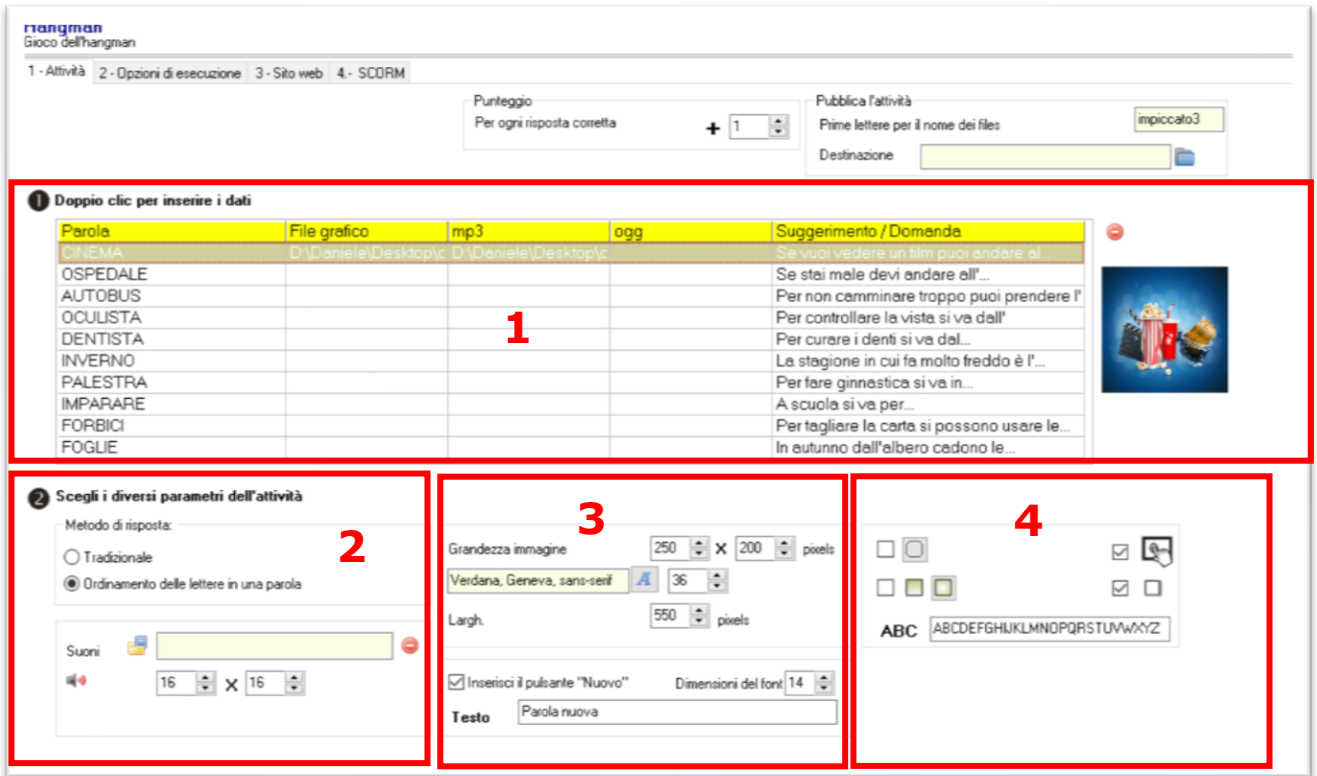 Hangman
Gioco dell'hangman
1 - Attività 2 - Opzioni di esecuzione 3 - Sito web 4.- SCORM
Punteggio
Per ogni risposta corretta + 1
Pubblica l'attività
Prime lettere per il nome dei files impiccato3
Destinazione
1 Doppio clic per inserire i dati
Parola File grafico mp3 ogg Suggerimento / Domanda
CINEMA D:\Daniele\Desktop\c D:\Daniele\Desktop\c Se vuoi vedere un film puoi andare al...
OSPEDALE Se stai male devi andare all'...
AUTOBUS Per non camminare troppo puoi prendere l'
OCULISTA Per controllare la vista si va dall'
DENTISTA Per curare i denti si va dal...
INVERNO La stagione in cui fa molto freddo è l'...
PALESTRA Per fare ginnastica si va in...
IMPARARE A scuola si va per...
FORBICI Per tagliare la carta si possono usare le...
FOGLIE In autunno dall'albero cadono le...
1
2 Scegli i diversi parametri dell'attività
Metodo di risposta:
Tradizionale
Ordinamento delle lettere in una parola
2
Suoni
16 X 16
3
Grandezza immagine 250 X 200 pixels
Verdana, Geneva, sans-serif A 36
Largh. 550 pixels
Inserisci il pulsante "Nuovo" Dimensioni del font 14
Testo Parola nuova
4
ABC ABCDEFGHIJKLMNOPQRSTUVWXYZ